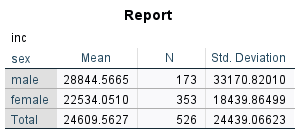 Report
inc
sex Mean N Std. Deviation
male 28844.5665 173 33170.82010
female 22534.0510 353 18439.86499
Total 24609.5627 526 24439.06623